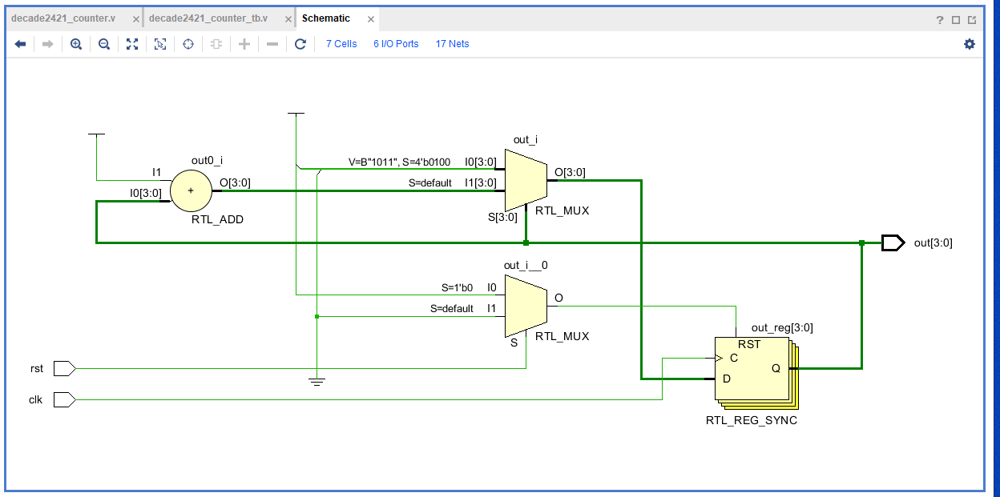 decade2421_counter.v × decade2421_counter_tb.v × Schematic ×
?
7 Cells 6 I/O Ports 17 Nets
out_i
out0_i
V=B"1011", S=4'b0100 I0[3:0]
I1
O[3:0]
O[3:0]
S=default I1[3:0]
I0[3:0]
+
RTL_MUX
S[3:0]
RTL_ADD
out[3:0]
out_i__0
S=1'b0 I0
O
S=default I1
out_reg[3:0]
RTL_MUX
S
RST
C
rst
Q
D
clk
RTL_REG_SYNC